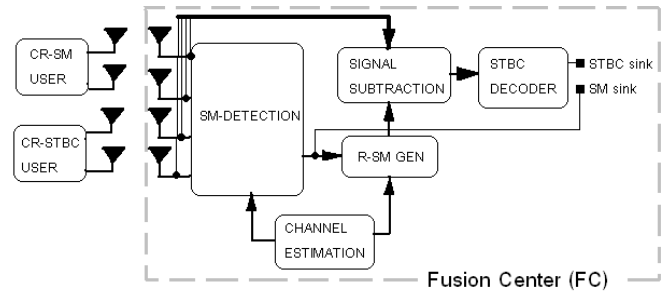 CR-SM
USER
CR-STBC
USER
SM-DETECTION
SIGNAL
SUBTRACTION
STBC
DECODER
STBC sink
SM sink
R-SM GEN
CHANNEL
ESTIMATION
Fusion Center (FC)